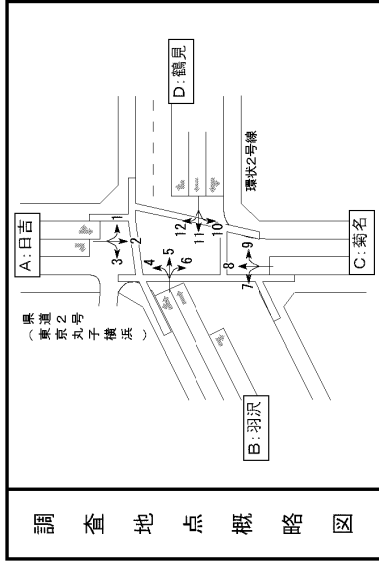 調査地点概略図
A:日吉
県道2号
(東京丸子横浜)
D:鶴見
環状2号線
B:羽沢
C:菊名
1
2
3
4
5
6
7
8
9
10
11
12